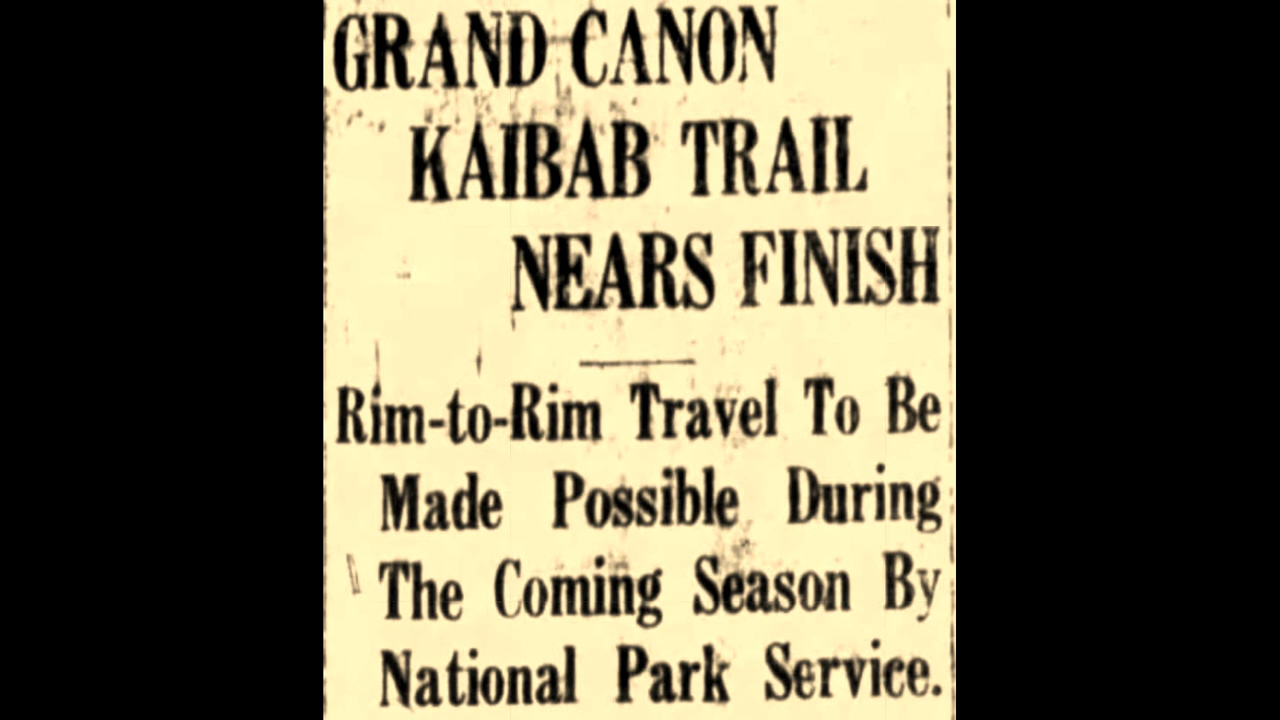 GRAND CANON
KAIBAB TRAIL
NEARS FINISH
Rim-to-Rim Travel To Be
Made Possible During
The Coming Season By
National Park Service.